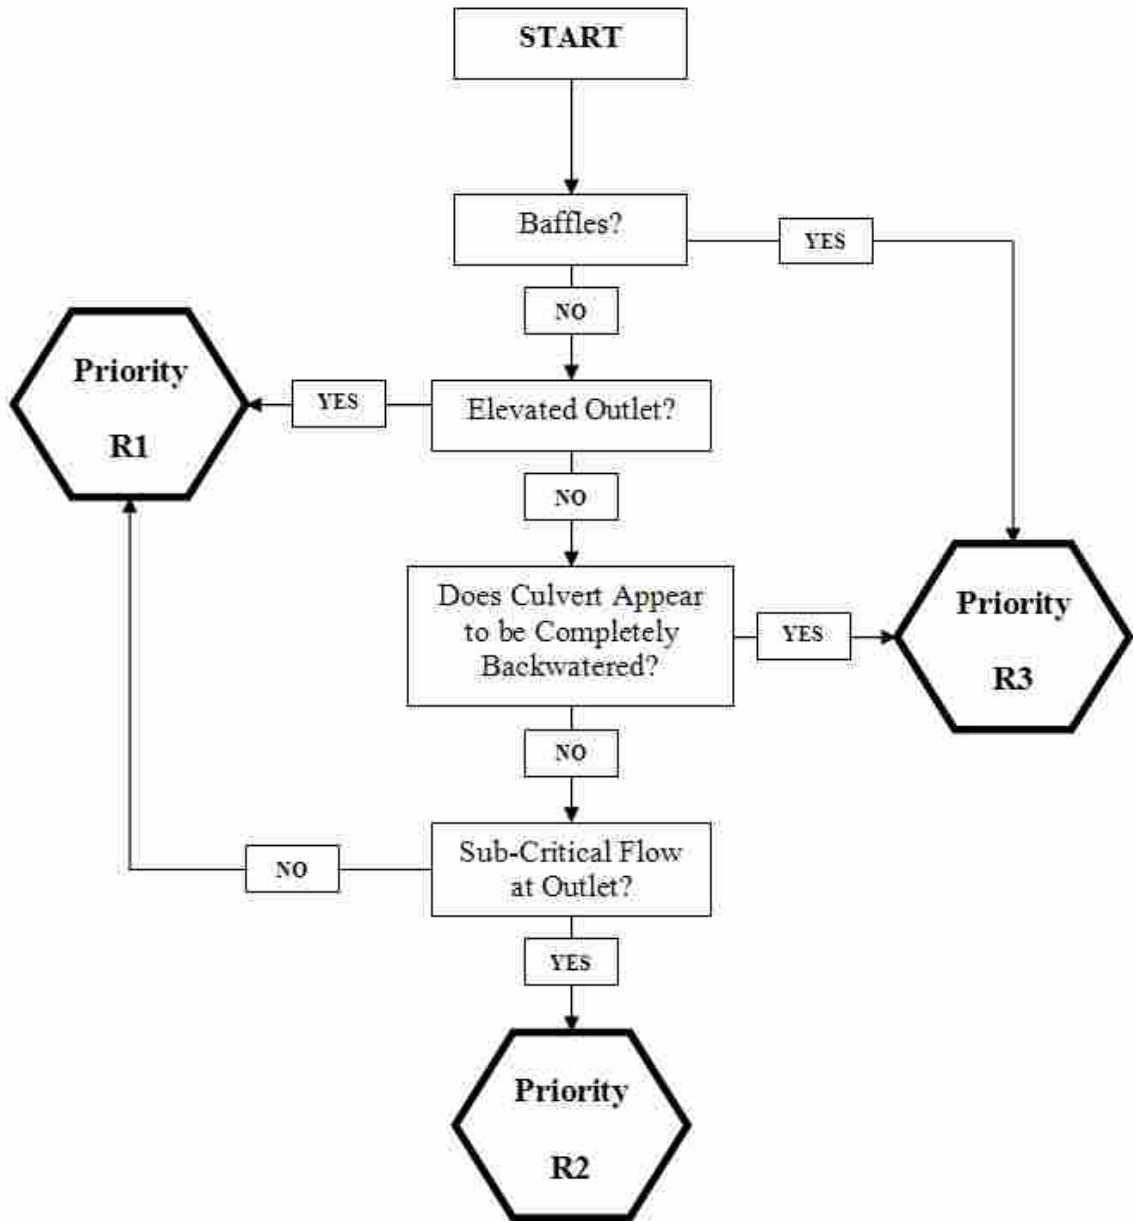 START
Baffles?
YES
NO
Priority
R1
YES
Elevated Outlet?
NO
Does Culvert Appear
to be Completely
Backwatered?
YES
Priority
R3
NO
Sub-Critical Flow
at Outlet?
NO
YES
Priority
R2